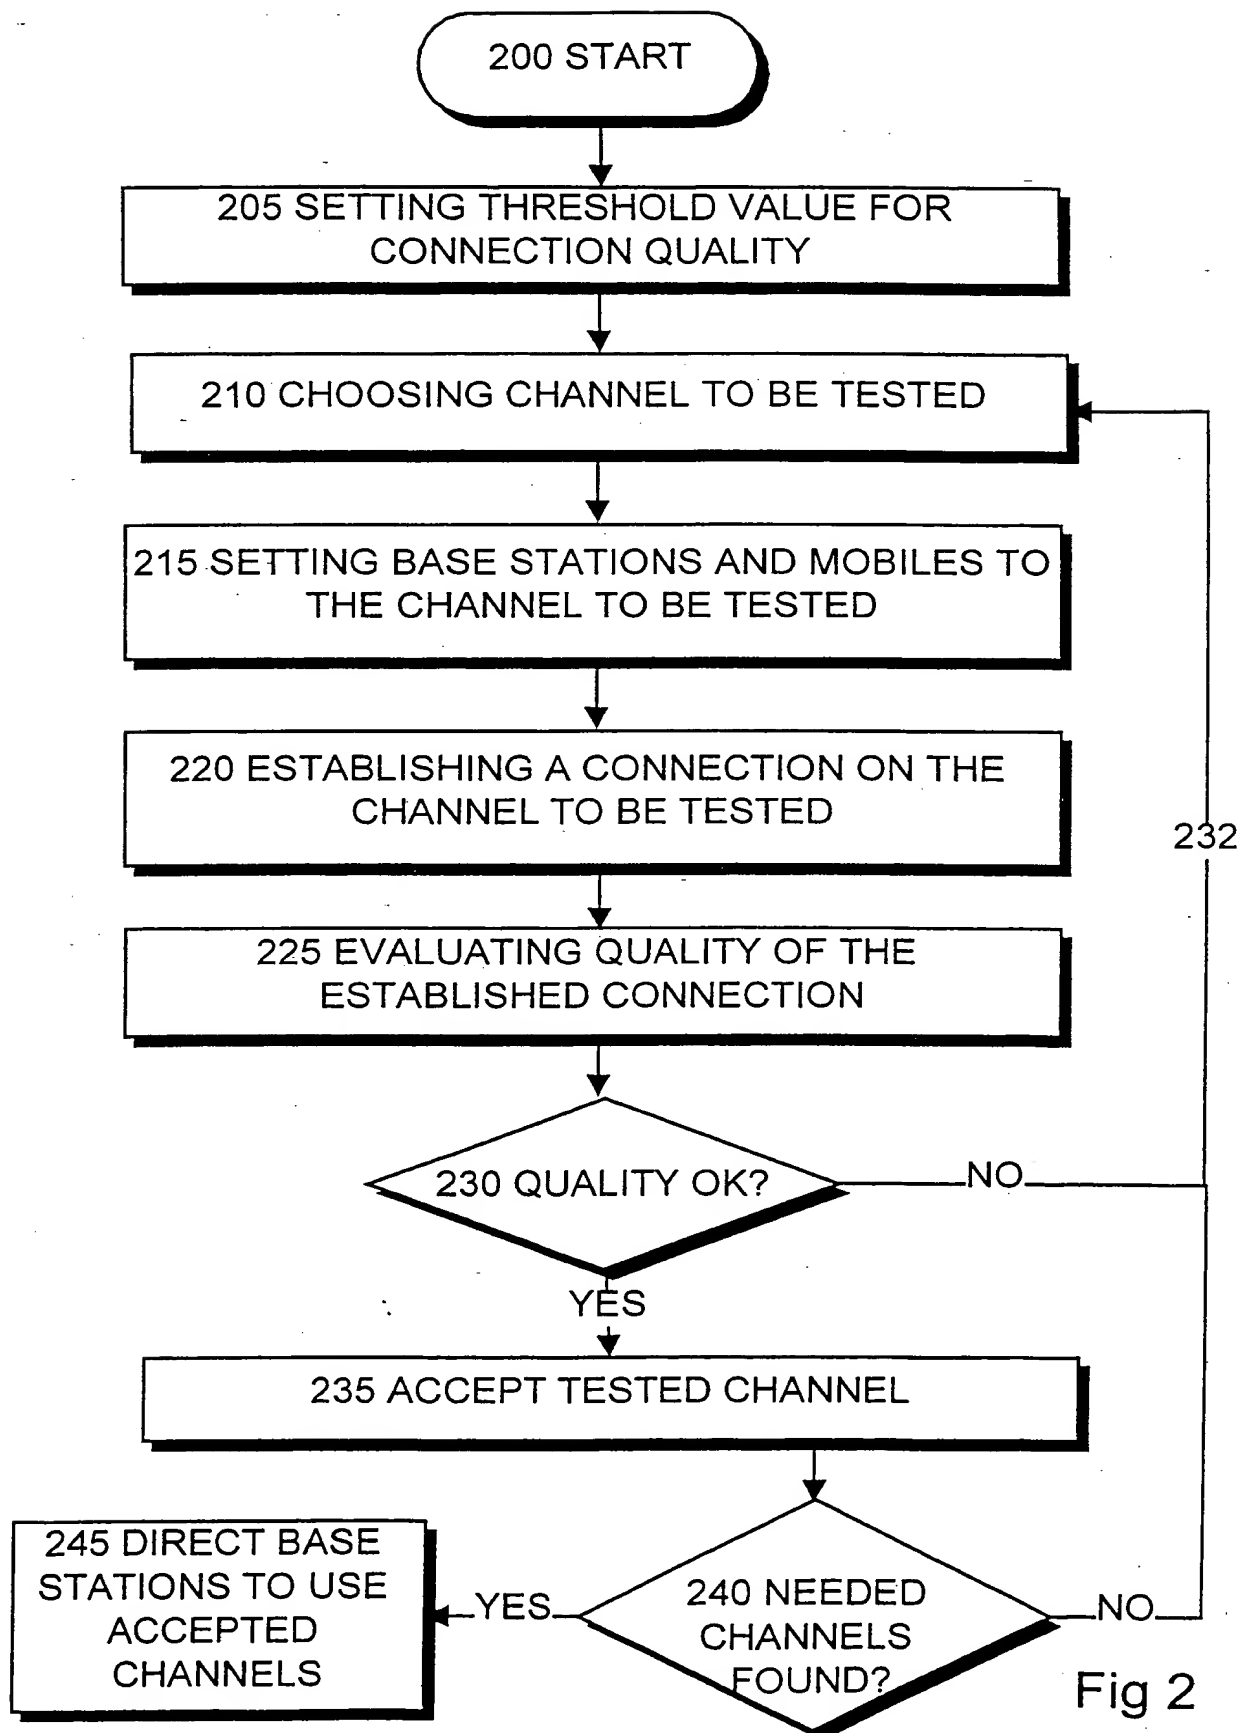 200 START
205 SETTING THRESHOLD VALUE FOR
CONNECTION QUALITY
210 CHOOSING CHANNEL TO BE TESTED
215 SETTING BASE STATIONS AND MOBILES TO
THE CHANNEL TO BE TESTED
220 ESTABLISHING A CONNECTION ON THE
CHANNEL TO BE TESTED
232
225 EVALUATING QUALITY OF THE
ESTABLISHED CONNECTION
230 QUALITY OK?
NO
YES
235 ACCEPT TESTED CHANNEL
240 NEEDED
CHANNELS
FOUND?
NO
YES
245 DIRECT BASE
STATIONS TO USE
ACCEPTED
CHANNELS
Fig 2